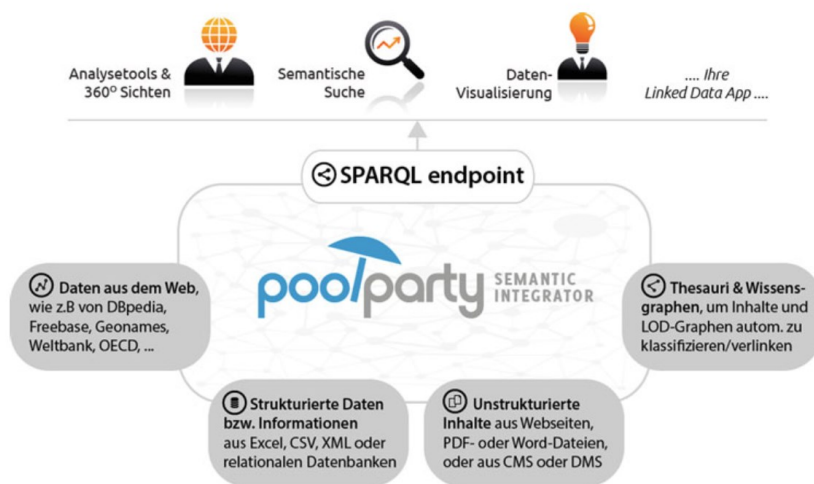 Analysetools &
360° Sichten
Semantische
Suche
Daten-
Visualisierung
.... Ihre
Linked Data App ....
SPARQL endpoint
poolparty SEMANTIC
INTEGRATOR
Daten aus dem Web,
wie z.B von DBpedia,
Freebase, Geonames,
Weltbank, OECD, ...
Thesauri & Wissens-
graphen, um Inhalte und
LOD-Graphen autom. zu
klassifizieren/verlinken
Strukturierte Daten
bzw. Informationen
aus Excel, CSV, XML oder
relationalen Datenbanken
Unstrukturierte
Inhalte aus Webseiten,
PDF- oder Word-Dateien,
oder aus CMS oder DMS